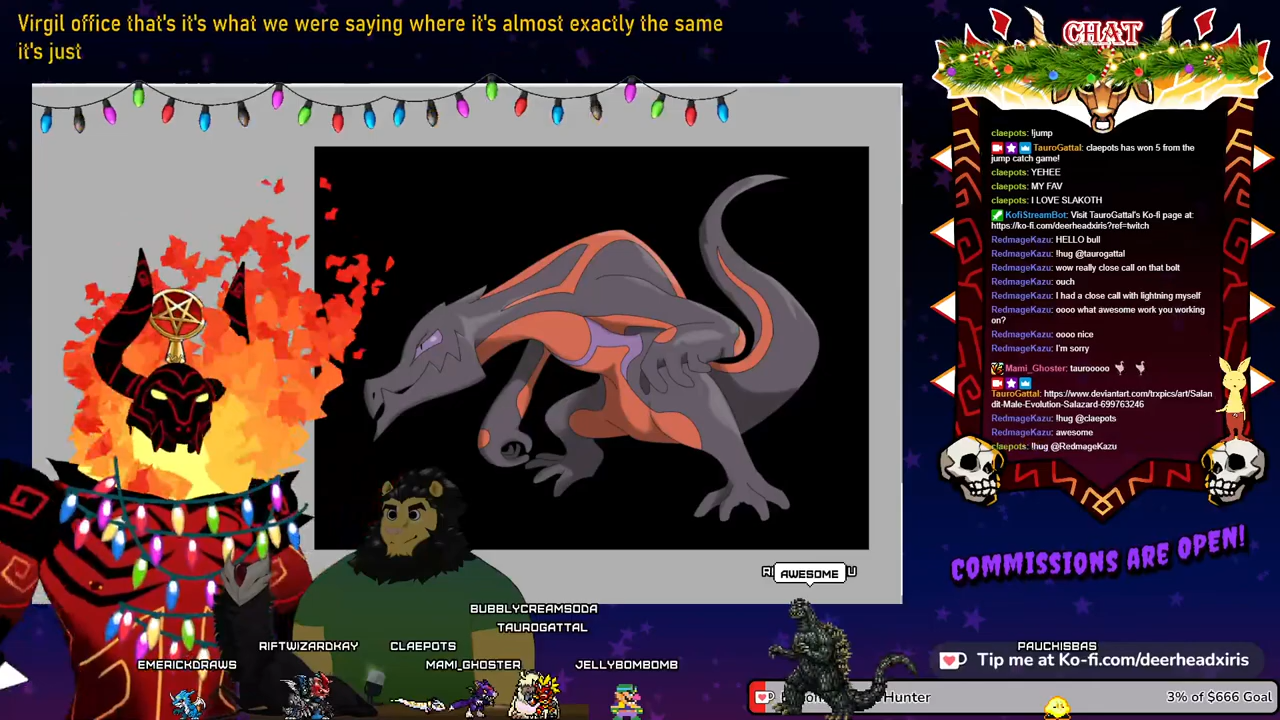 Virgil office that's it's what we were saying where it's almost exactly the same
it's just
CHAT
claepots: !jump
TauroGattal: claepots has won 5 from the
jump catch game!
claepots: YEHEE
claepots: MY FAV
claepots: I LOVE SLAKOTH
KofiStreamBot: Visit TauroGattal's Ko-fi page at:
https://ko-fi.com/deerheadxiris?ref=twitch
RedmageKazu: HELLO bull
RedmageKazu: !hug @taurogattal
RedmageKazu: wow really close call on that bolt
RedmageKazu: ouch
RedmageKazu: I had a close call with lightning myself
RedmageKazu: oooo what awesome work you working
on?
RedmageKazu: oooo nice
RedmageKazu: I'm sorry
Mami_Ghoster: taurooooo
TauroGattal: https://www.deviantart.com/trxpics/art/Salan
dit-Male-Evolution-Salazard-699763246
RedmageKazu: !hug @claepots
RedmageKazu: awesome
claepots: !hug @RedmageKazu
COMMISSIONS ARE OPEN!
AWESOME
BUBBLYCREAMSODA
TAUROGATTAL
RIFTWIZARDKAY
CLAEPOTS
PAUCHISBAS
EMERICKDRAWS
MAMI_GHOSTER
JELLYBOMBOMB
Tip me at Ko-fi.com/deerheadxiris
Hunter
3% of $666 Goal